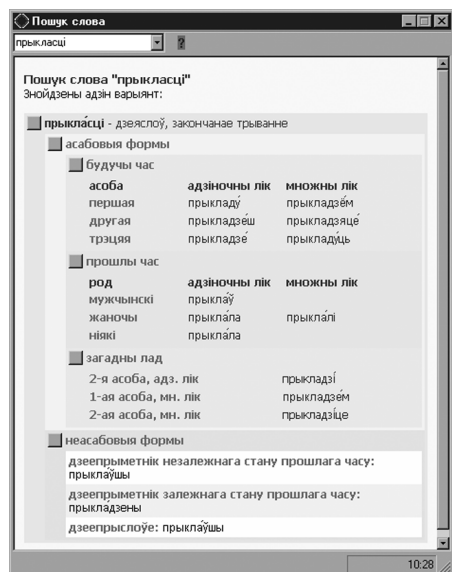 Пошук слова
прыкласці
?
Пошук слова "прыкласці"
Знойдзены адзін варыянт:
прыкла́сці - дзеяслоў, закончанае трыванне
асабовыя формы
будучы час
асоба адзіночны лік множны лік
першая прыкладу́ прыкладзе́м
другая прыкладзе́ш прыкладзяце́
трэцяя прыкладзе́ прыкладу́ць
прошлы час
род адзіночны лік множны лік
мужчынскі прыкла́ў
жаночы прыкла́ла прыкла́лі
ніякі прыкла́ла
загадны лад
2-я асоба, адз. лік прыкладзі́
1-ая асоба, мн. лік прыкладзе́м
2-ая асоба, мн. лік прыкладзі́це
неасабовыя формы
дзеепрыметнік незалежнага стану прошлага часу:
прыкла́ўшы
дзеепрыметнік залежнага стану прошлага часу:
прыкла́дзены
дзеепрыслоўе: прыкла́ўшы
10:28